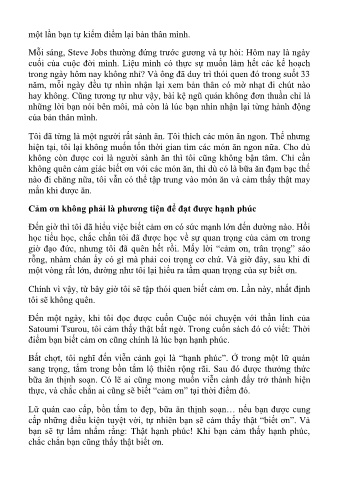 một lần bạn tự kiểm điểm lại bản thân mình.
Mỗi sáng, Steve Jobs thường đứng trước gương và tự hỏi: Hôm nay là ngày
cuối của cuộc đời mình. Liệu mình có thực sự muốn làm hết các kế hoạch
trong ngày hôm nay không nhỉ? Và ông đã duy trì thói quen đó trong suốt 33
năm, mỗi ngày đều tự nhìn nhận lại xem bản thân có mờ nhạt đi chút nào
hay không. Cũng tương tự như vậy, bài kệ ngũ quán không đơn thuần chỉ là
những lời bạn nói bên môi, mà còn là lúc bạn nhìn nhận lại từng hành động
của bản thân mình.
Tôi đã từng là một người rất sành ăn. Tôi thích các món ăn ngon. Thế nhưng
hiện tại, tôi lại không muốn tốn thời gian tìm các món ăn ngon nữa. Cho dù
không còn được coi là người sành ăn thì tôi cũng không bận tâm. Chỉ cần
không quên cảm giác biết ơn với các món ăn, thì dù có là bữa ăn đạm bạc thế
nào đi chăng nữa, tôi vẫn có thể tập trung vào món ăn và cảm thấy thật may
mắn khi được ăn.
Cảm ơn không phải là phương tiện để đạt được hạnh phúc
Đến giờ thì tôi đã hiểu việc biết cảm ơn có sức mạnh lớn đến dường nào. Hồi
học tiểu học, chắc chắn tôi đã được học về sự quan trọng của cảm ơn trong
giờ đạo đức, nhưng tôi đã quên hết rồi. Mấy lời “cảm ơn, trân trọng” sáo
rỗng, nhàm chán ấy có gì mà phải coi trọng cơ chứ. Và giờ đây, sau khi đi
một vòng rất lớn, dường như tôi lại hiểu ra tầm quan trọng của sự biết ơn.
Chính vì vậy, từ bây giờ tôi sẽ tập thói quen biết cảm ơn. Lần này, nhất định
tôi sẽ không quên.
Đến một ngày, khi tôi đọc được cuốn Cuộc nói chuyện với thần linh của
Satoumi Tsurou, tôi cảm thấy thật bất ngờ. Trong cuốn sách đó có viết: Thời
điểm bạn biết cảm ơn cũng chính là lúc bạn hạnh phúc.
Bất chợt, tôi nghĩ đến viễn cảnh gọi là “hạnh phúc”. Ở trong một lữ quán
sang trọng, tắm trong bồn tắm lộ thiên rộng rãi. Sau đó được thưởng thức
bữa ăn thịnh soạn. Có lẽ ai cũng mong muốn viễn cảnh đấy trở thành hiện
thực, và chắc chắn ai cũng sẽ biết “cảm ơn” tại thời điểm đó.
Lữ quán cao cấp, bồn tắm to đẹp, bữa ăn thịnh soạn… nếu bạn được cung
cấp những điều kiện tuyệt vời, tự nhiên bạn sẽ cảm thấy thật “biết ơn”. Và
bạn sẽ tự lẩm nhẩm rằng: Thật hạnh phúc! Khi bạn cảm thấy hạnh phúc,
chắc chắn bạn cũng thấy thật biết ơn.